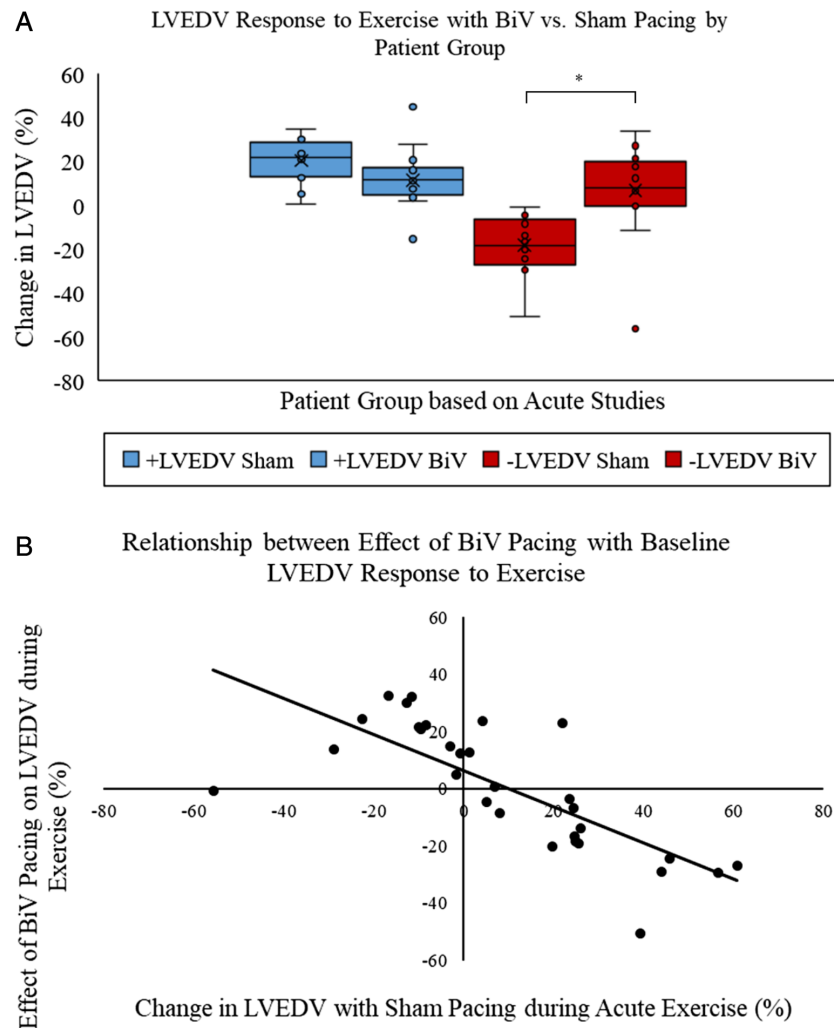 A
LVEDV Response to Exercise with BiV vs. Sham Pacing by
Patient Group
Change in LVEDV (%)
60
40
20
0
-20
-40
-60
-80
*
Patient Group based on Acute Studies
+LVEDV Sham +LVEDV BiV -LVEDV Sham -LVEDV BiV
B
Relationship between Effect of BiV Pacing with Baseline
LVEDV Response to Exercise
Effect of BiV Pacing on LVEDV during
Exercise (%)
60
40
20
0
-20
-40
-60
-80 -60 -40 -20 0 20 40 60 80
Change in LVEDV with Sham Pacing during Acute Exercise (%)